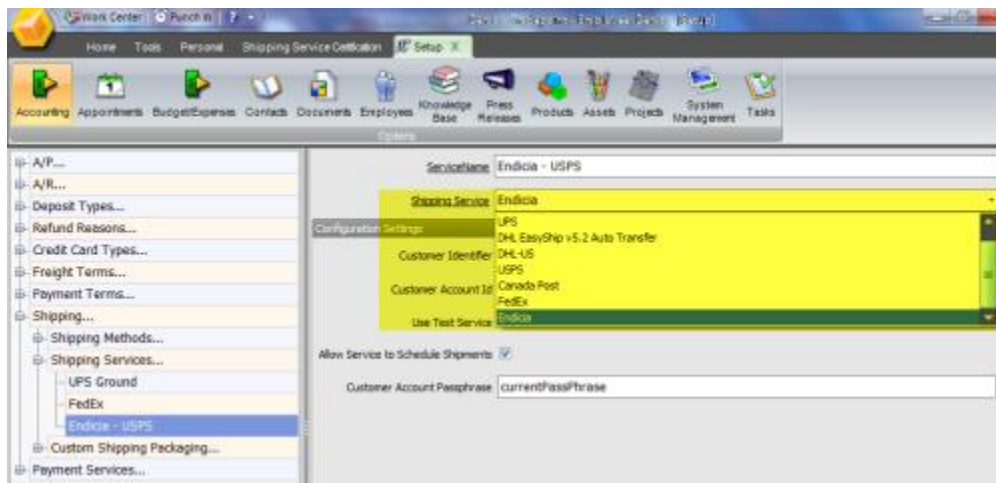 Work Center Punch in ?
[Setup]
Home Tools Personal Shipping Service Certification Setup X
Accounting Appointments Budget/Expenses Contacts Documents Employees Knowledge Base Press Releases Products Assets Projects System Management Tasks
Options
A/P...
A/R...
Deposit Types...
Refund Reasons...
Credit Card Types...
Freight Terms...
Payment Terms...
Shipping...
Shipping Methods...
Shipping Services...
UPS Ground
FedEx
Endicia - USPS
Custom Shipping Packaging...
Payment Services...
ServiceName Endicia - USPS
Shipping Service Endicia
Configuration Settings
UPS
DHL EasyShip v5.2 Auto Transfer
Customer Identifier DHL-US
USPS
Customer Account Id Canada Post
FedEx
Use Test Service Endicia
Allow Service to Schedule Shipments
Customer Account Passphrase currentPassPhrase